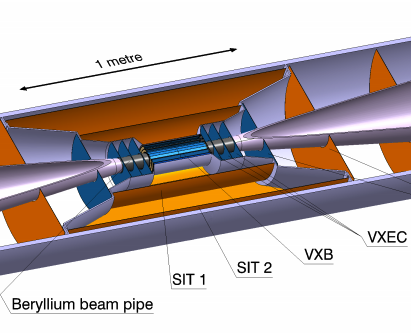 1 metre
VXEC
VXB
SIT 2
SIT 1
Beryllium beam pipe